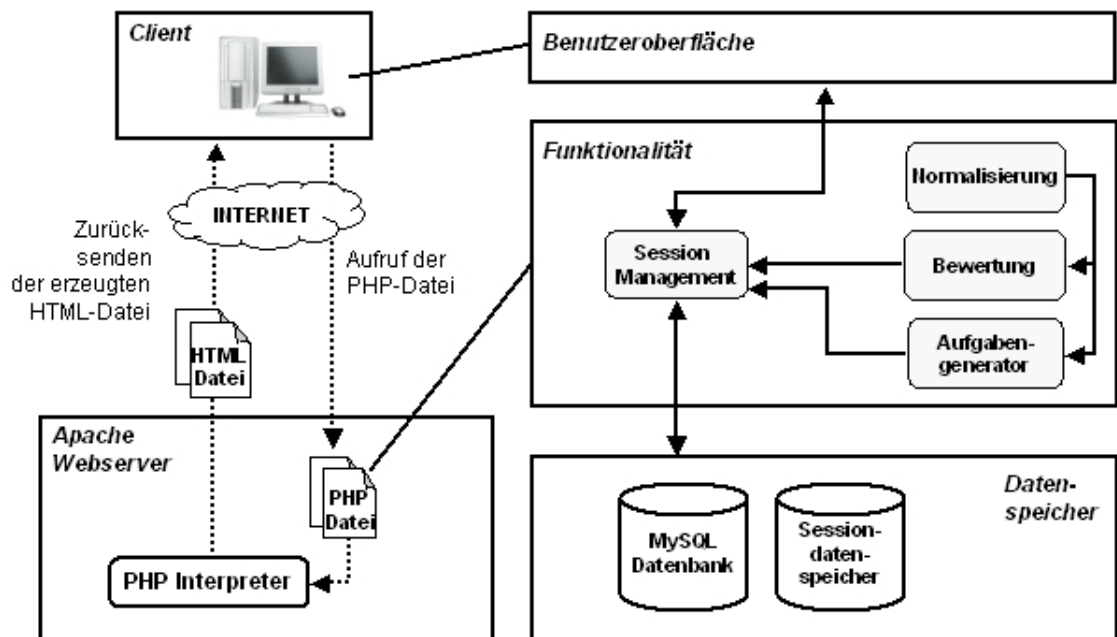 Client
Benutzeroberfläche
Funktionalität
Normalisierung
INTERNET
Zurück-
senden
der erzeugten
HTML-Datei
Aufruf der
PHP-Datei
Session
Management
Bewertung
Aufgaben-
generator
HTML
Datei
Apache
Webserver
PHP
Datei
PHP Interpreter
Daten-
speicher
MySQL
Datenbank
Session-
daten-
speicher